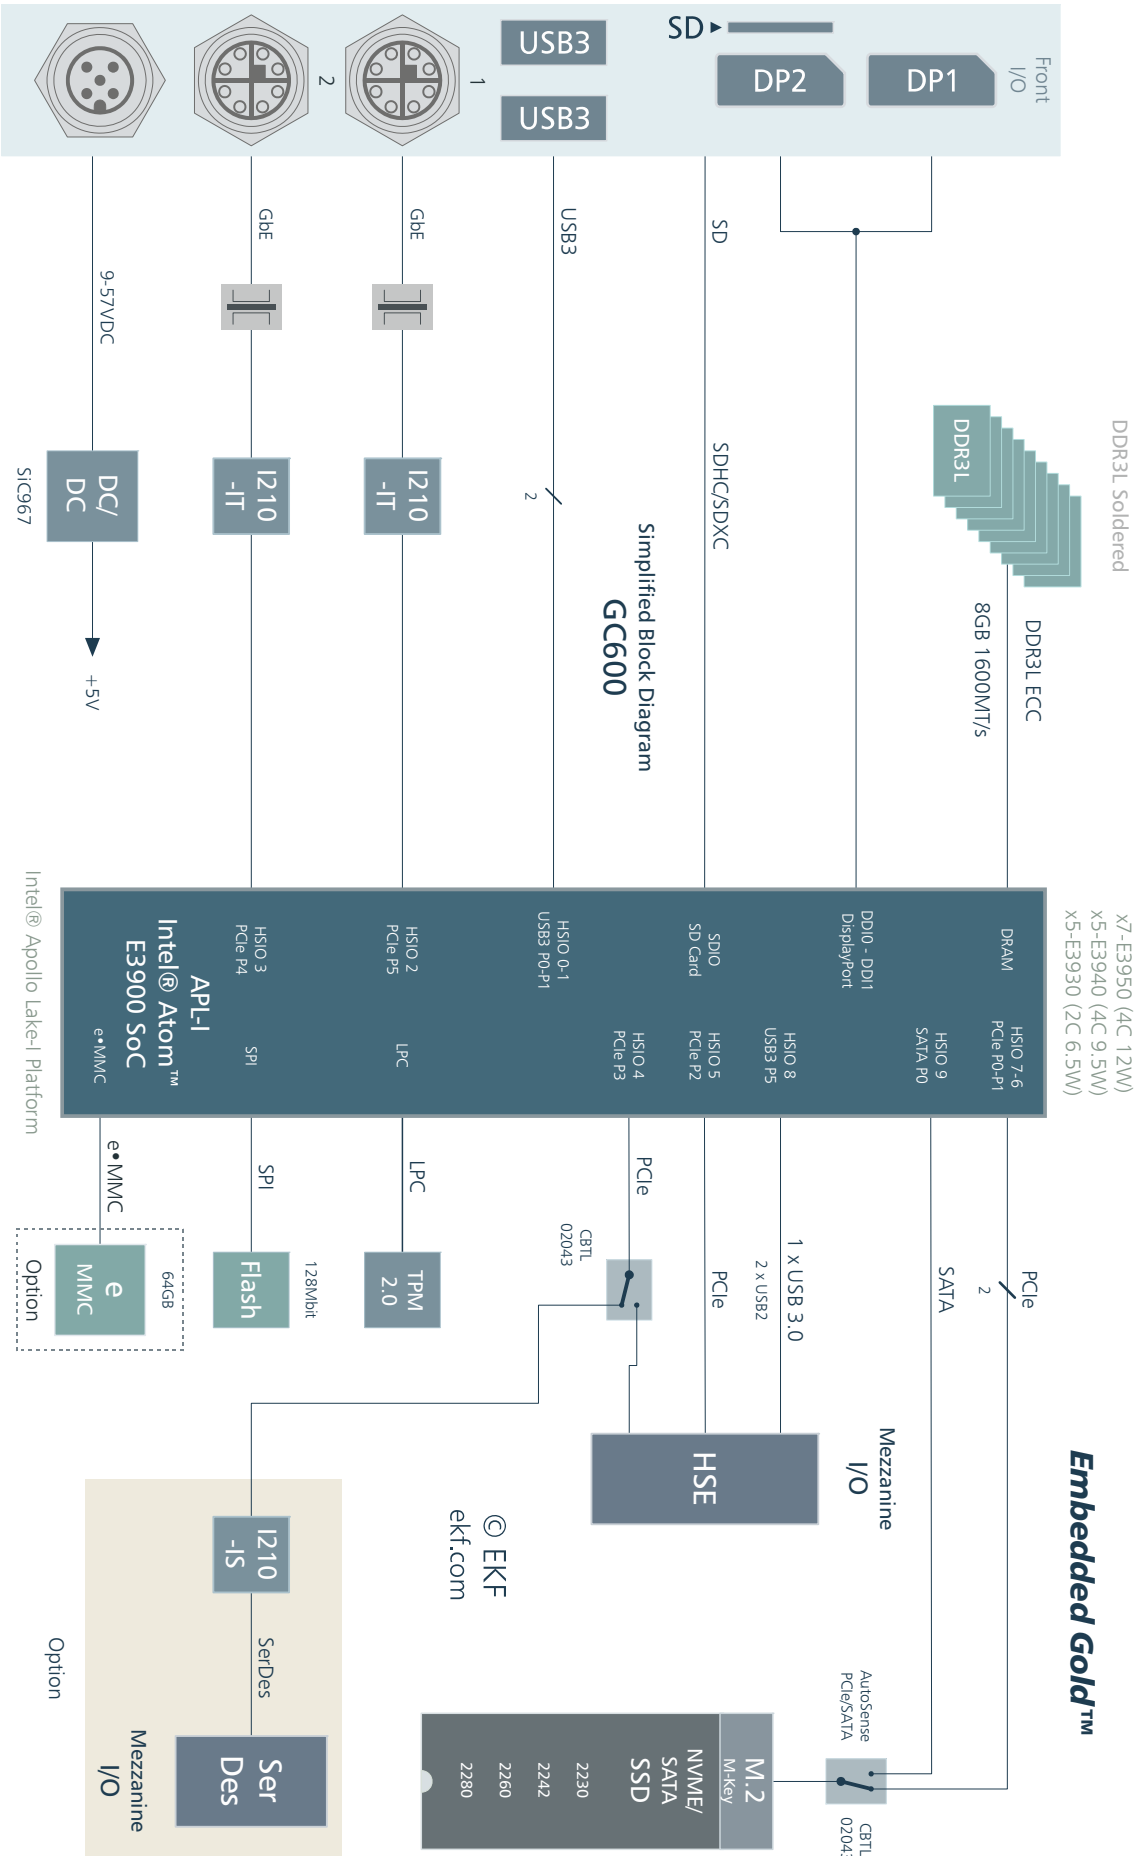 Front
I/O
DP1
DP2
SD
USB3
USB3
1
2
SD
USB3
GbE
GbE
9-57VDC
SDHC/SDXC
2
I210
-IT
I210
-IT
DC/
DC
SiC967
+5V
DDR3L Soldered
DDR3L
DDR3L ECC
8GB 1600MT/s
Simplified Block Diagram
GC600
x7-E3950 (4C 12W)
x5-E3940 (4C 9.5W)
x5-E3930 (2C 6.5W)
DRAM
DDI0 - DDI1
DisplayPort
SDIO
SD Card
HSIO 0-1
USB3 P0-P1
HSIO 2
PCIe P5
HSIO 3
PCIe P4
APL-I
Intel® Atom™
E3900 SoC
HSIO 7-6
PCIe P0-P1
HSIO 9
SATA P0
HSIO 8
USB3 P5
HSIO 5
PCIe P2
HSIO 4
PCIe P3
LPC
SPI
e•MMC
Intel® Apollo Lake-I Platform
PCIe
2
SATA
1 x USB 3.0
2 x USB2
PCIe
PCIe
CBTL
02043
LPC
TPM
2.0
SPI
128Mbit
Flash
e•MMC
64GB
e
MMC
Option
Embedded Gold™
Mezzanine
I/O
HSE
© EKF
ekf.com
I210
-IS
SerDes
Ser
Des
Mezzanine
I/O
Option
AutoSense
PCIe/SATA
CBTL
M.2
M-Key
NVME/
SATA
SSD
2230
2242
2260
2280